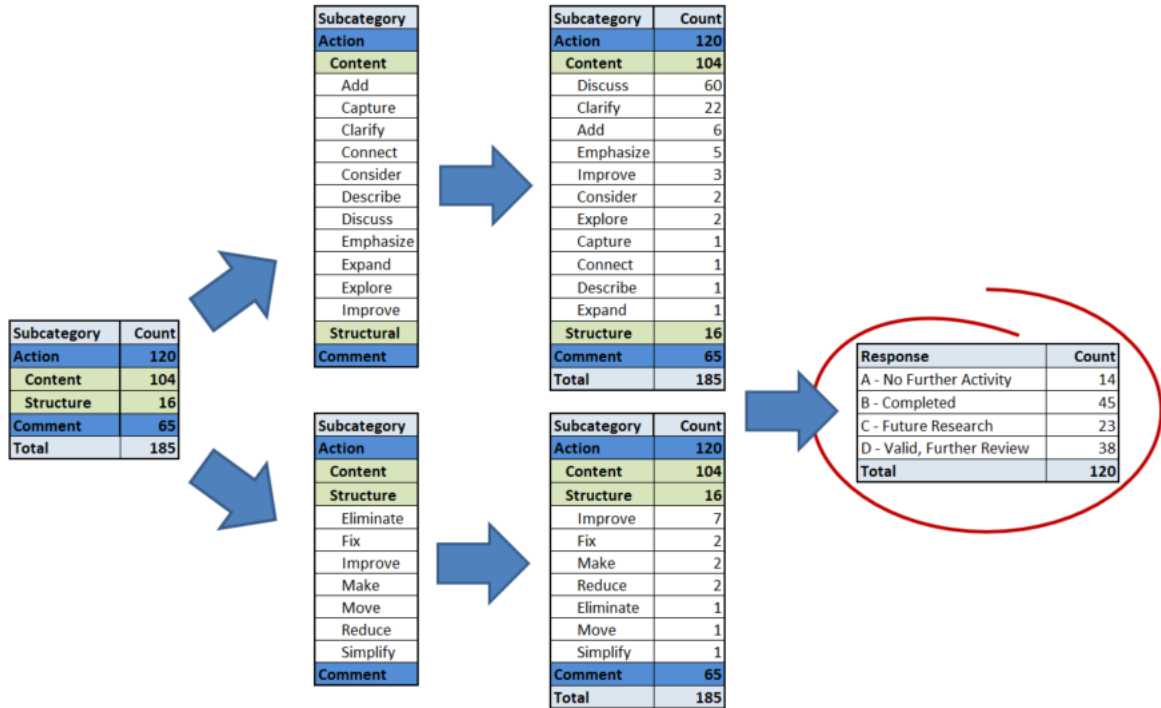 Subcategory Count
Action 120
Content 104
Structure 16
Comment 65
Total 185
Subcategory
Action
Content
Add
Capture
Clarify
Connect
Consider
Describe
Discuss
Emphasize
Expand
Explore
Improve
Structural
Comment
Subcategory Count
Action 120
Content 104
Discuss 60
Clarify 22
Add 6
Emphasize 5
Improve 3
Consider 2
Explore 2
Capture 1
Connect 1
Describe 1
Expand 1
Structure 16
Comment 65
Total 185
Subcategory
Action
Content
Structure
Eliminate
Fix
Improve
Make
Move
Reduce
Simplify
Comment
Subcategory Count
Action 120
Content 104
Structure 16
Improve 7
Fix 2
Make 2
Reduce 2
Eliminate 1
Move 1
Simplify 1
Comment 65
Total 185
Response Count
A - No Further Activity 14
B - Completed 45
C - Future Research 23
D - Valid, Further Review 38
Total 120